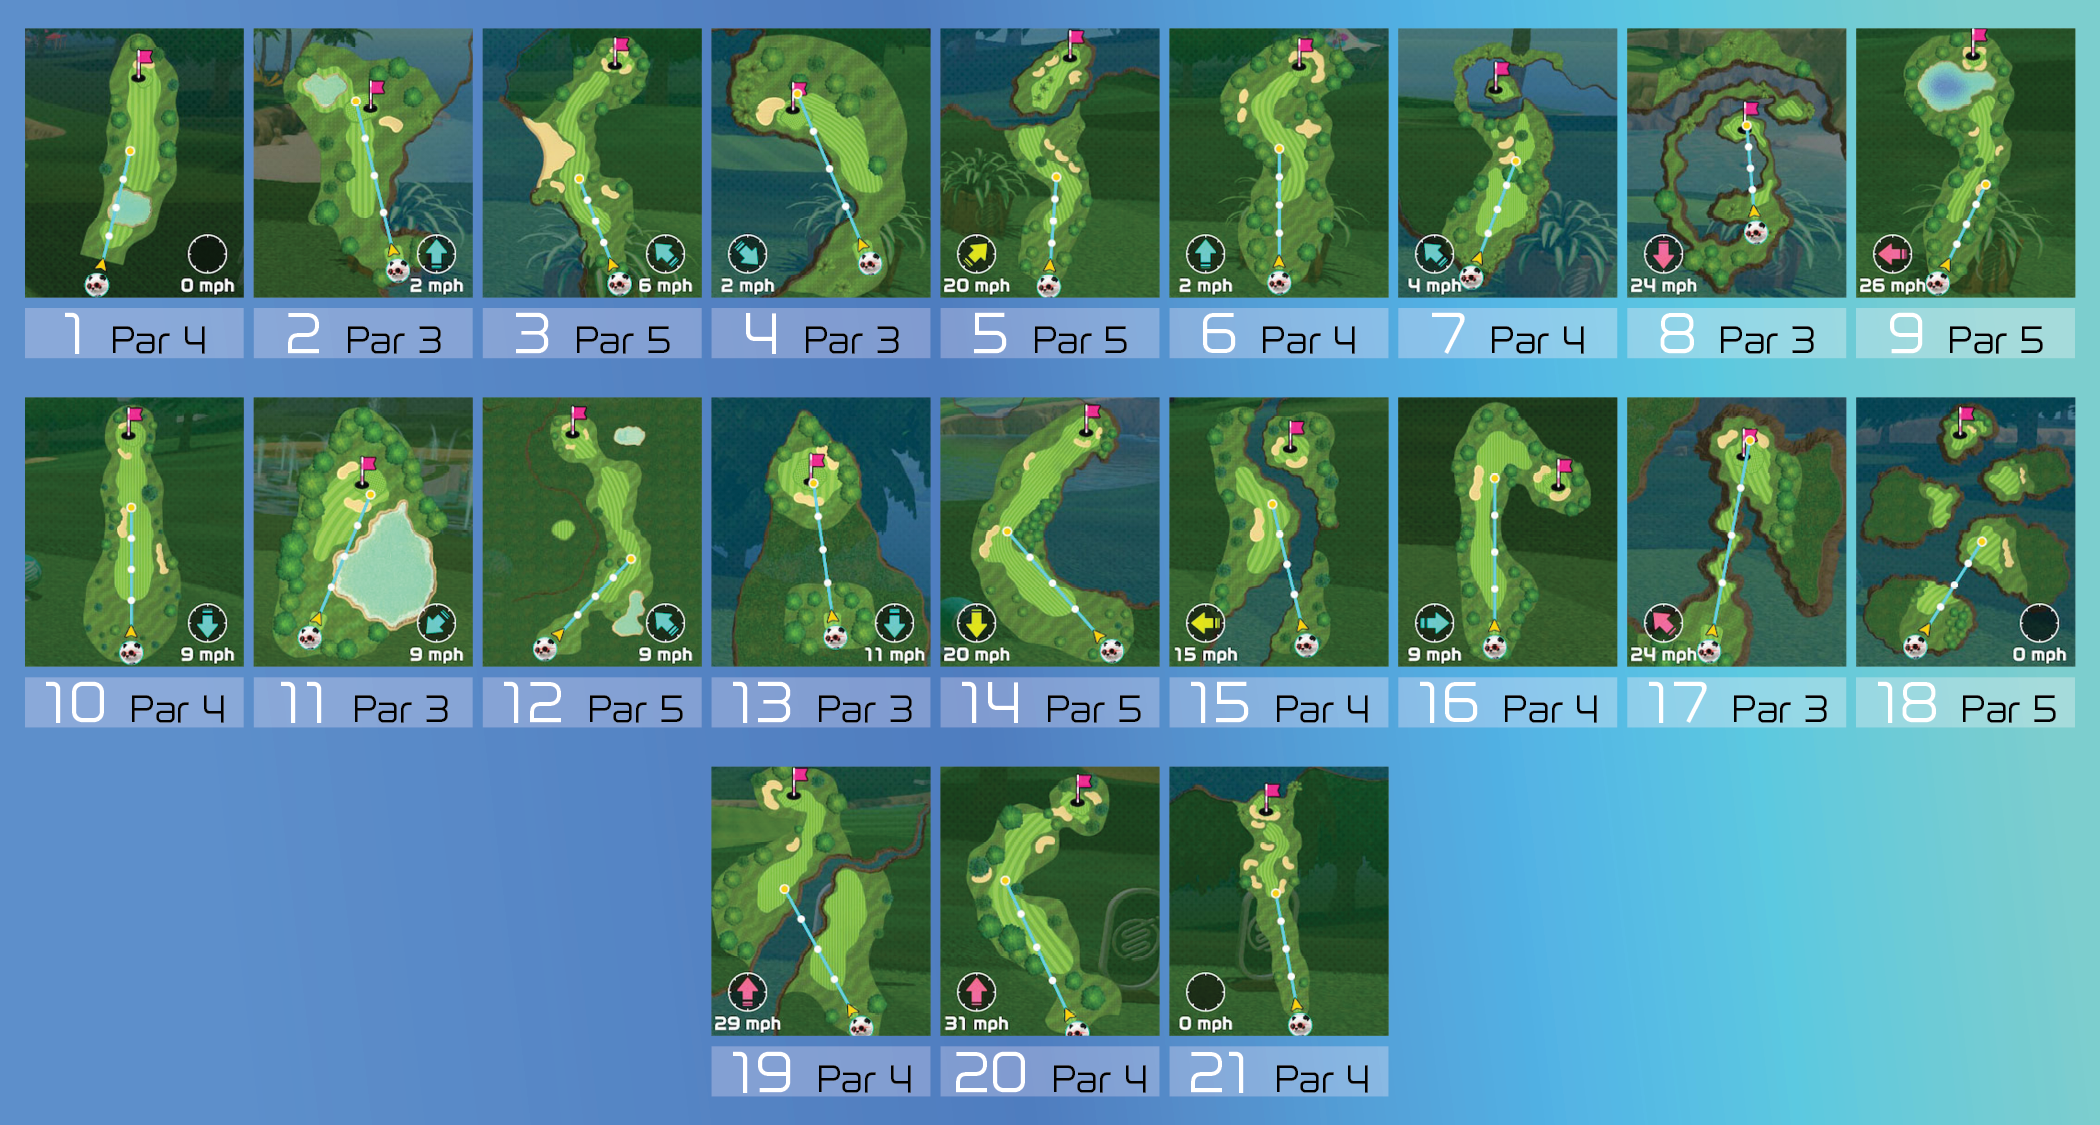 0 mph
2 mph
6 mph
2 mph
20 mph
2 mph
4 mph
24 mph
26 mph
1 Par 4
2 Par 3
3 Par 5
4 Par 3
5 Par 5
6 Par 4
7 Par 4
8 Par 3
9 Par 5
9 mph
9 mph
9 mph
11 mph
20 mph
15 mph
9 mph
24 mph
0 mph
10 Par 4
11 Par 3
12 Par 5
13 Par 3
14 Par 5
15 Par 4
16 Par 4
17 Par 3
18 Par 5
29 mph
31 mph
0 mph
19 Par 4
20 Par 4
21 Par 4